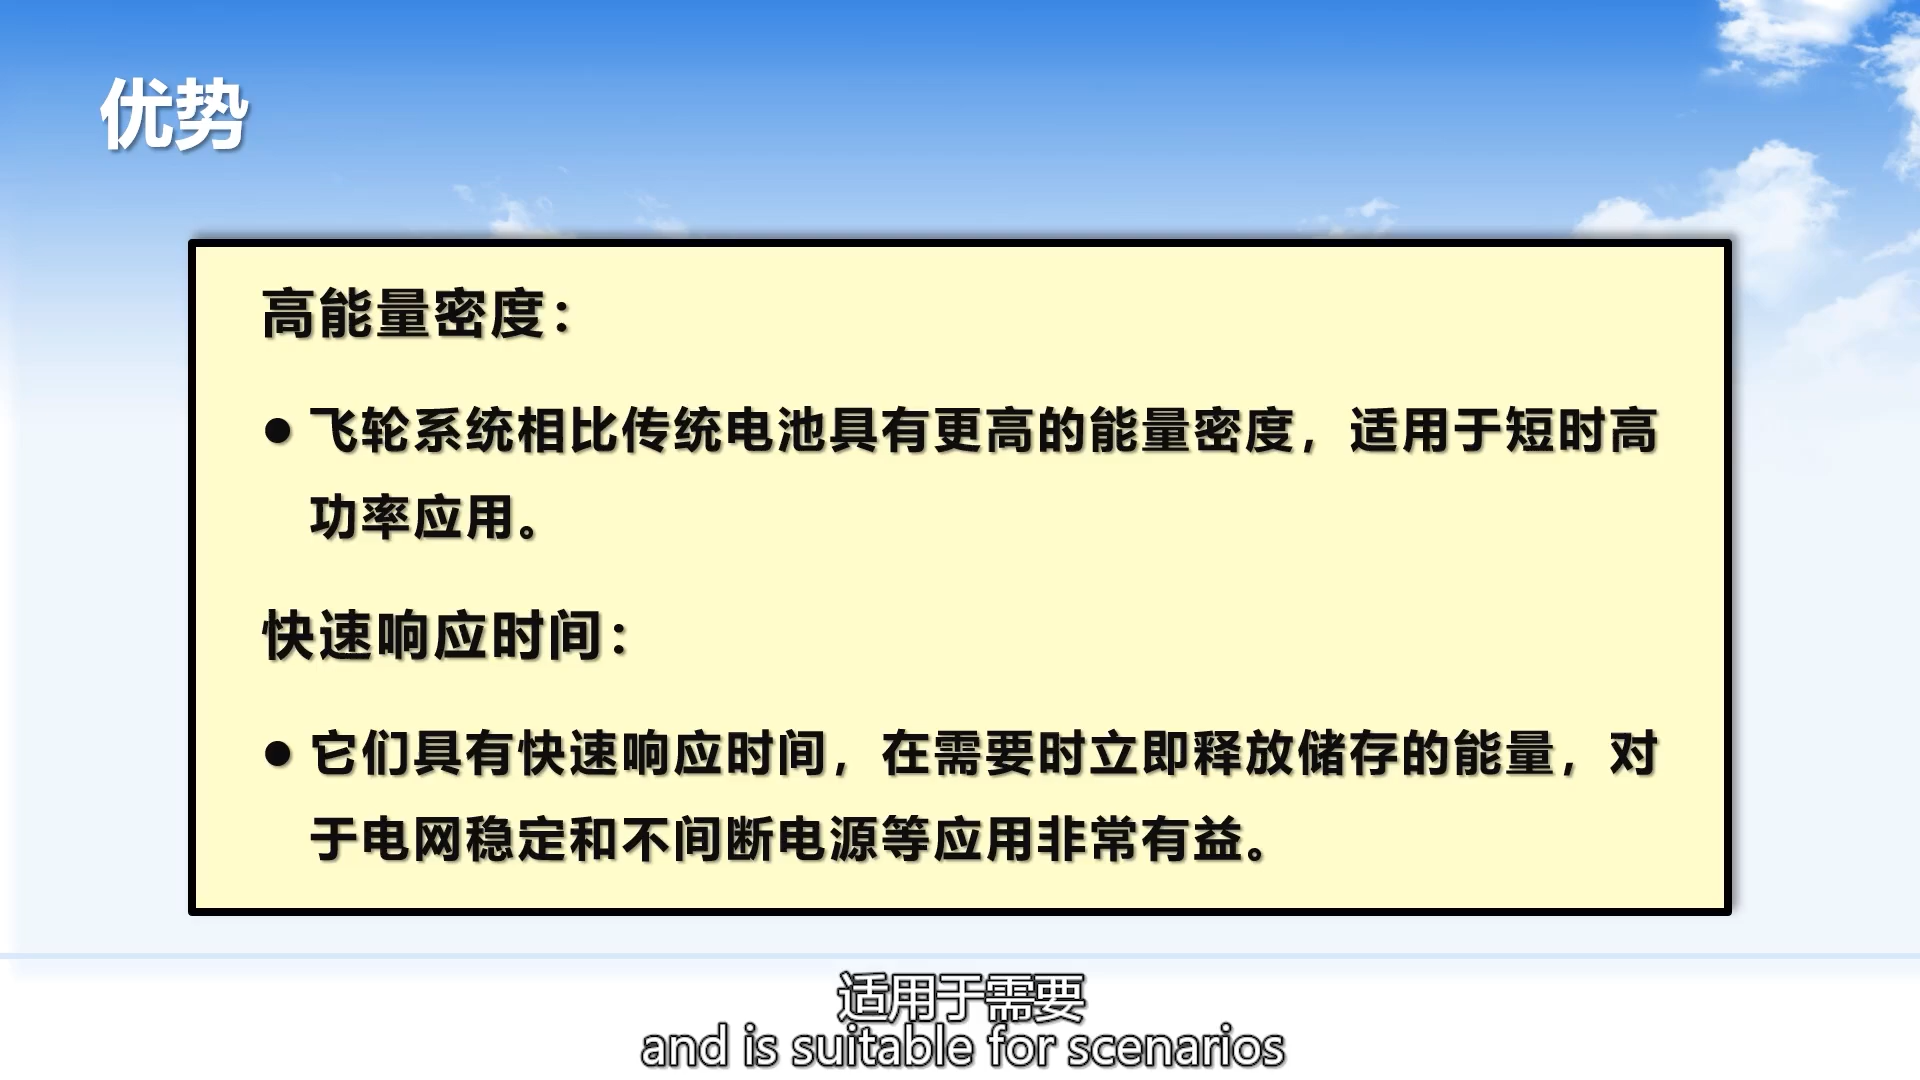 优势
高能量密度：
● 飞轮系统相比传统电池具有更高的能量密度，适用于短时高
功率应用。
快速响应时间：
● 它们具有快速响应时间，在需要时立即释放储存的能量，对
于电网稳定和不间断电源等应用非常有益。
适用于需要
and is suitable for scenarios